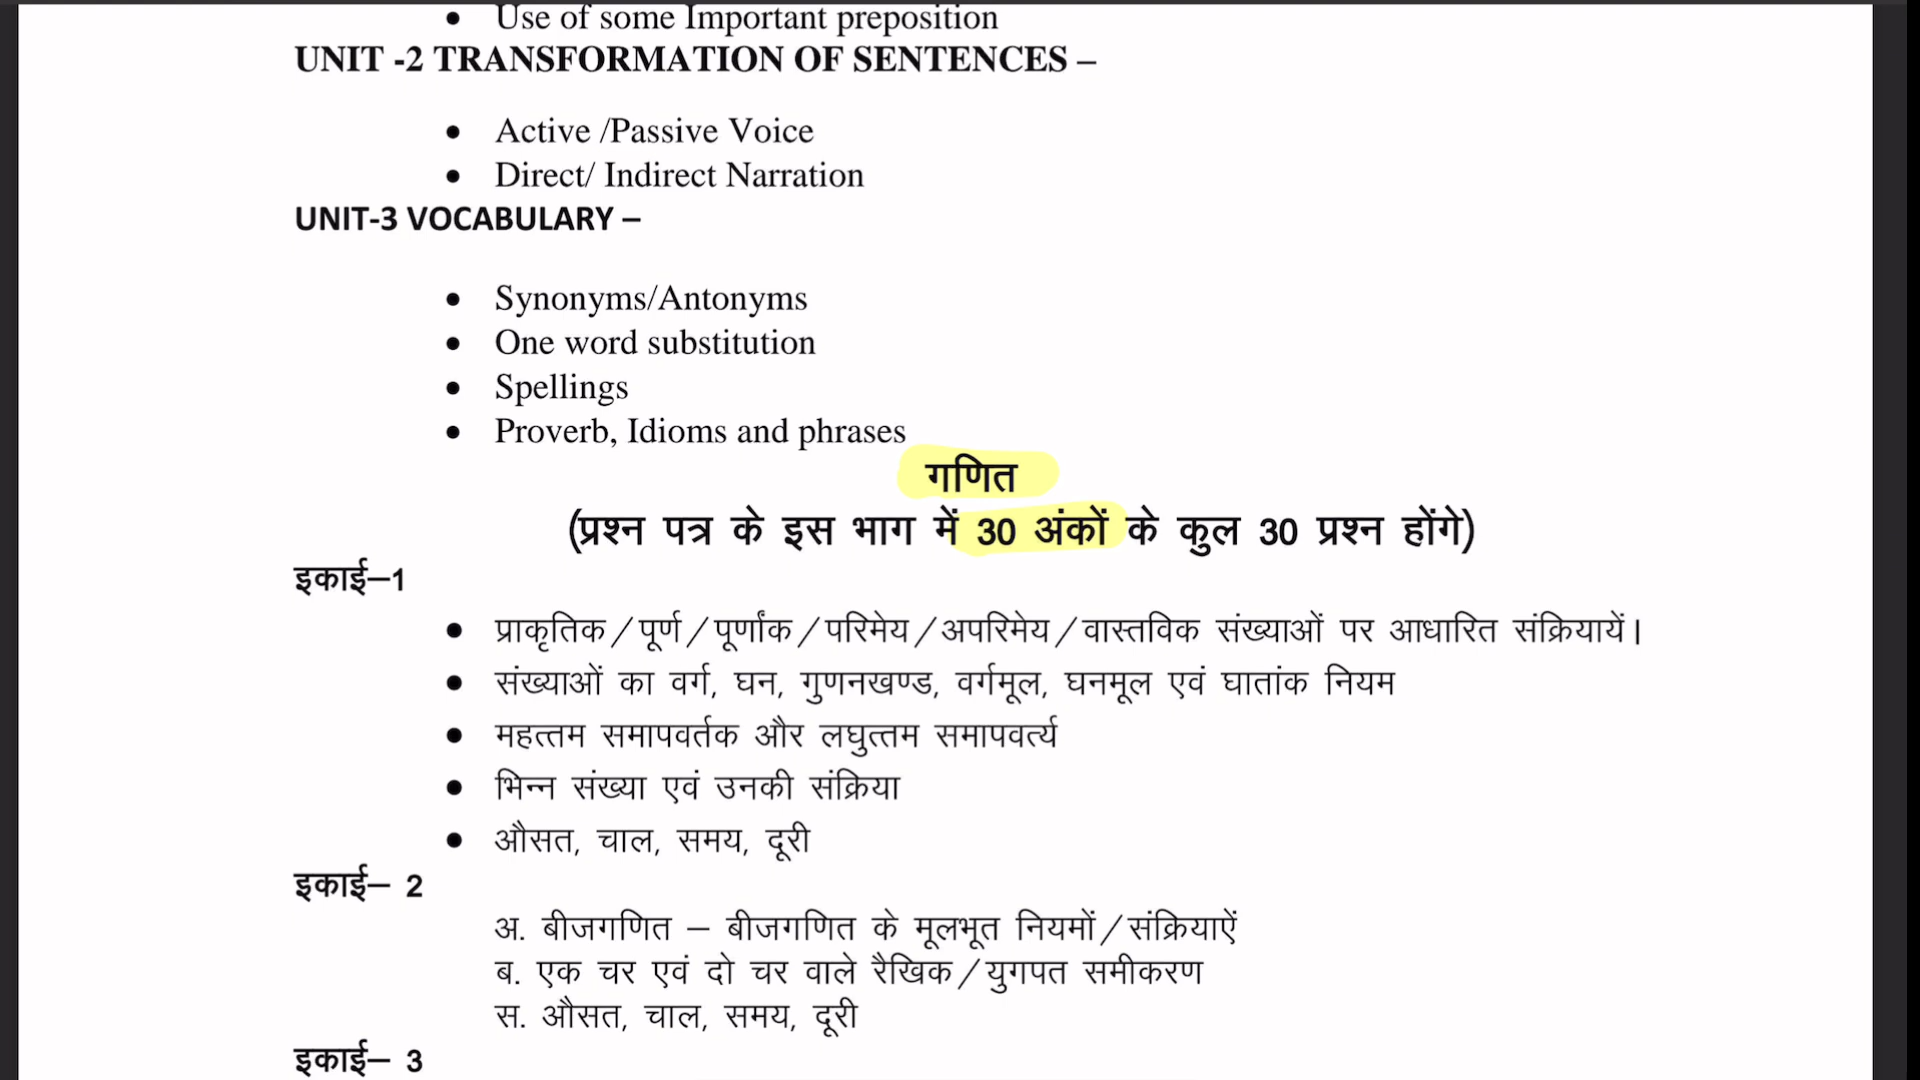 • Use of some Important preposition
UNIT -2 TRANSFORMATION OF SENTENCES –
• Active /Passive Voice
• Direct/ Indirect Narration
UNIT-3 VOCABULARY –
• Synonyms/Antonyms
• One word substitution
• Spellings
• Proverb, Idioms and phrases
गणित
(प्रश्न पत्र के इस भाग में 30 अंकों के कुल 30 प्रश्न होंगे)
इकाई–1
• प्राकृतिक/पूर्ण/पूर्णांक/परिमेय/अपरिमेय/वास्तविक संख्याओं पर आधारित संक्रियायें।
• संख्याओं का वर्ग, घन, गुणनखण्ड, वर्गमूल, घनमूल एवं घातांक नियम
• महत्तम समापवर्तक और लघुत्तम समापवर्त्य
• भिन्न संख्या एवं उनकी संक्रिया
• औसत, चाल, समय, दूरी
इकाई– 2
अ. बीजगणित – बीजगणित के मूलभूत नियमों/संक्रियाऐं
ब. एक चर एवं दो चर वाले रैखिक/युगपत समीकरण
स. औसत, चाल, समय, दूरी
इकाई– 3